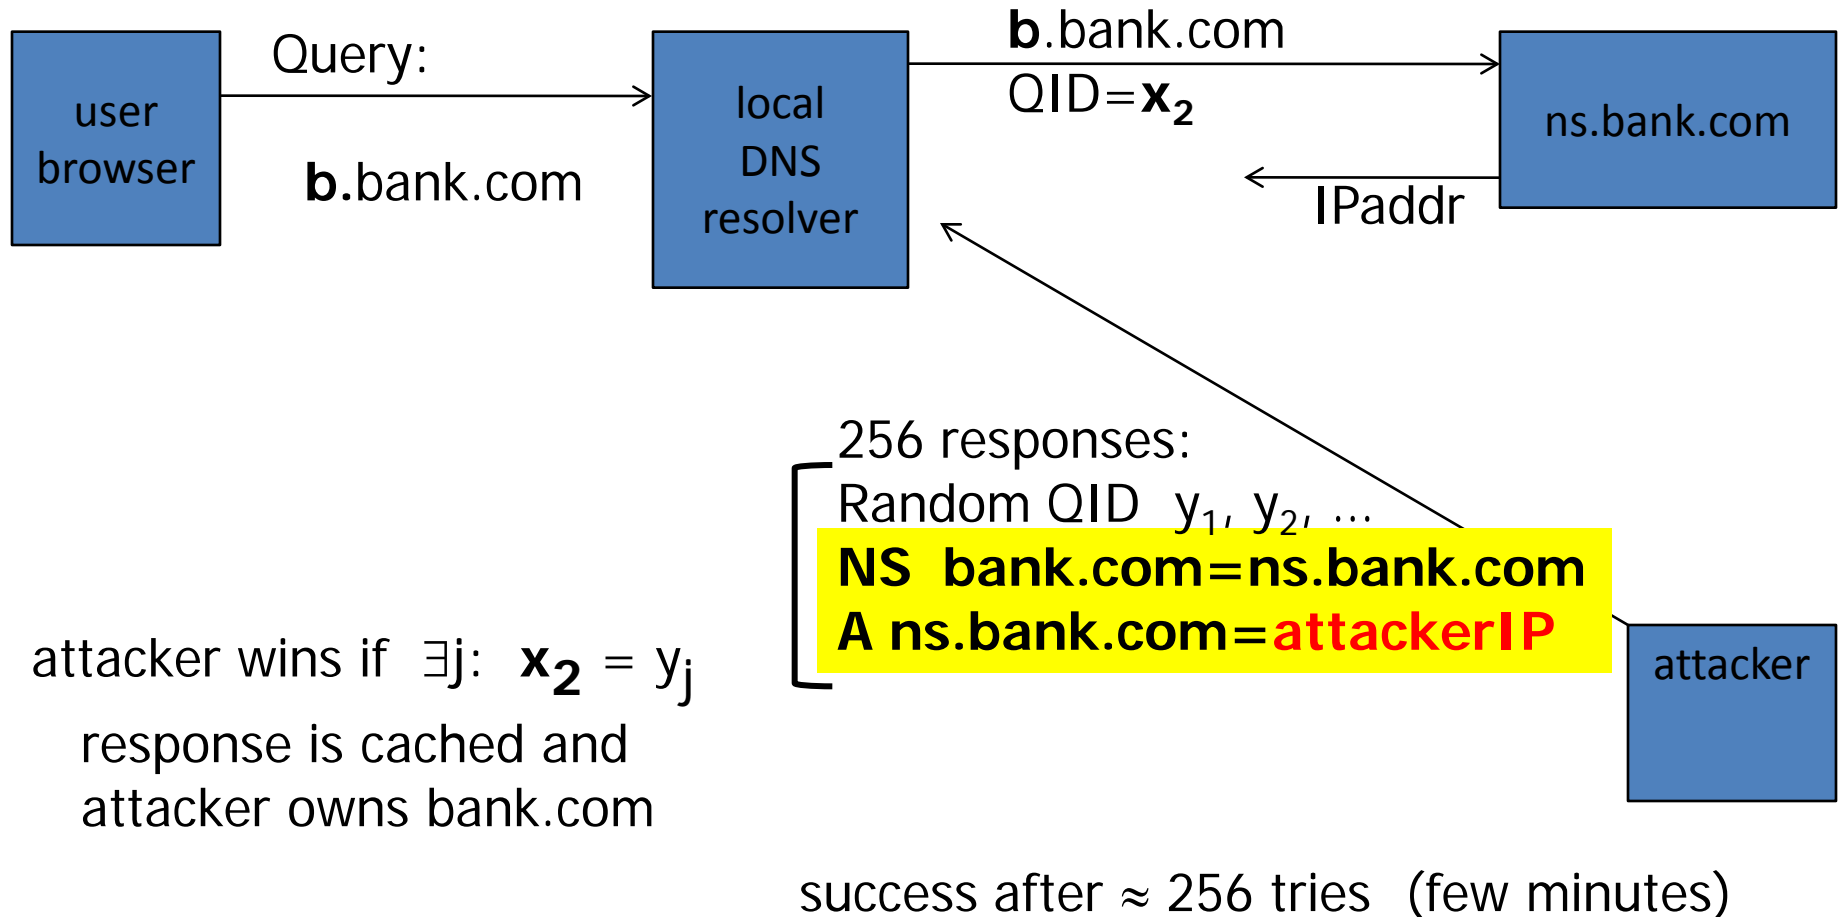 user
browser
Query:
b.bank.com
local
DNS
resolver
b.bank.com
QID=x₂
ns.bank.com
IPaddr
256 responses:
Random QID y₁, y₂, …
NS bank.com=ns.bank.com
A ns.bank.com=attackerIP
attacker
attacker wins if ∃j: x₂ = yⱼ
response is cached and
attacker owns bank.com
success after ≈ 256 tries (few minutes)